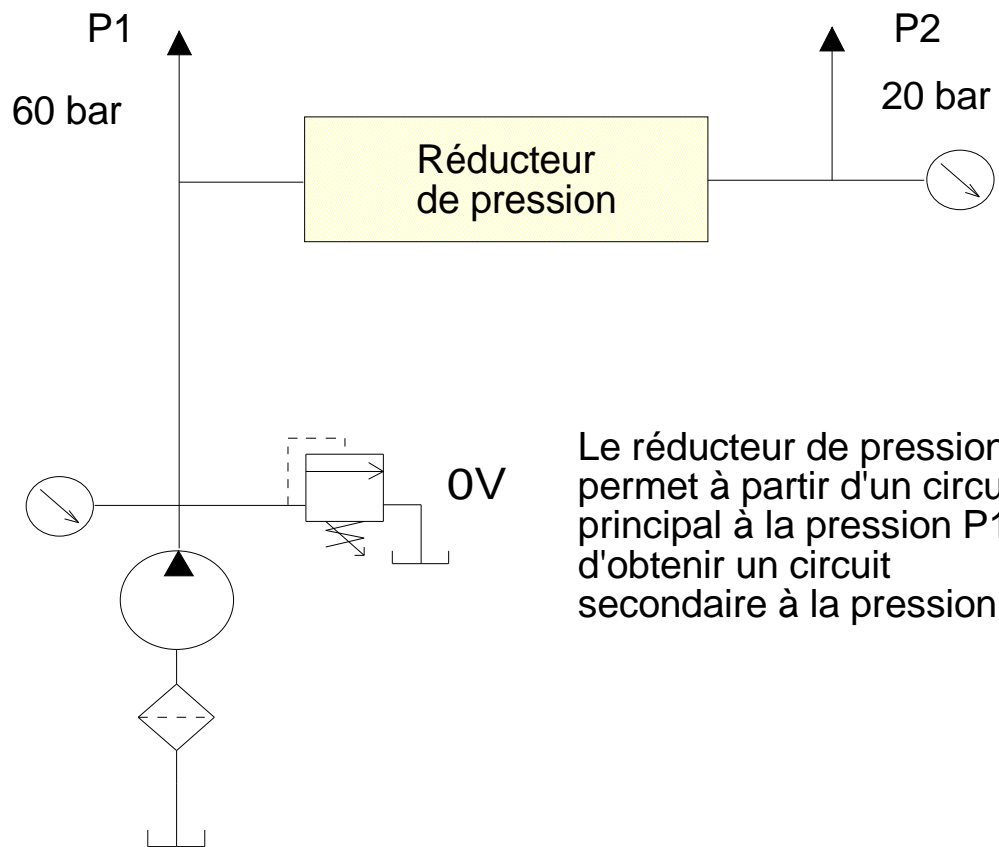 P1
P2
60 bar
20 bar
Réducteur
de pression
0V
Le réducteur de pression
permet à partir d'un circu
principal à la pression P1
d'obtenir un circuit
secondaire à la pression